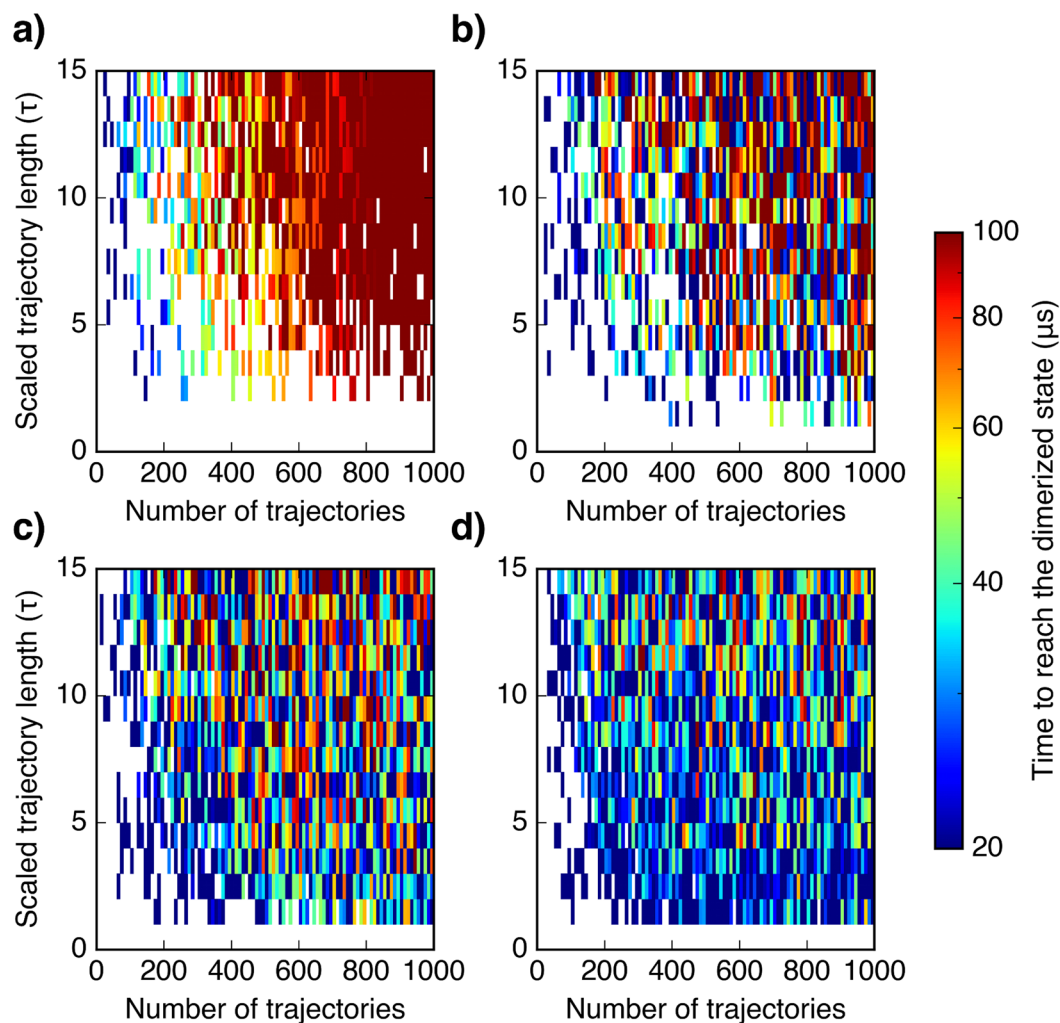 a)
b)
Scaled trajectory length (τ)
15
10
5
0
0 200 400 600 800 1000
Number of trajectories
15
10
5
0
0 200 400 600 800 1000
Number of trajectories
c)
d)
Scaled trajectory length (τ)
15
10
5
0
0 200 400 600 800 1000
Number of trajectories
15
10
5
0
0 200 400 600 800 1000
Number of trajectories
100
80
60
40
20
Time to reach the dimerized state (μs)